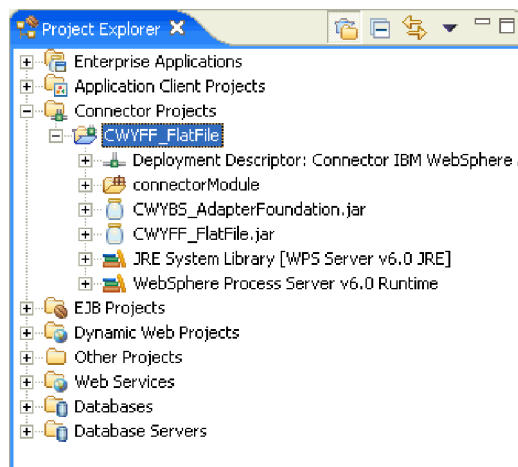 Project Explorer
Enterprise Applications
Application Client Projects
Connector Projects
CWYFF_FlatFile
Deployment Descriptor: Connector IBM WebSphere
connectorModule
CWYBS_AdapterFoundation.jar
CWYFF_FlatFile.jar
JRE System Library [WPS Server v6.0 JRE]
WebSphere Process Server v6.0 Runtime
EJB Projects
Dynamic Web Projects
Other Projects
Web Services
Databases
Database Servers